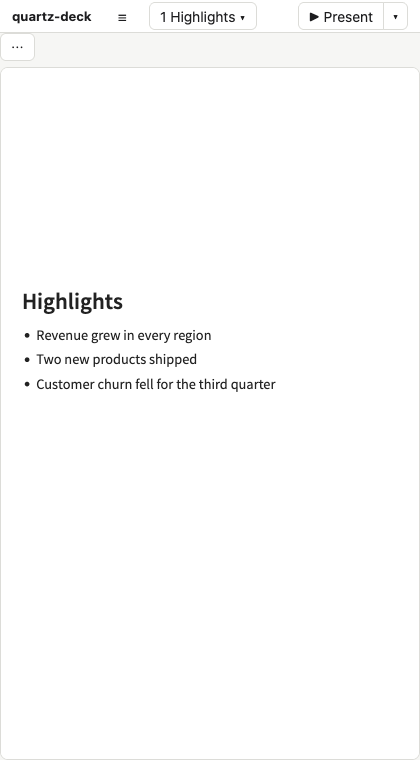 quartz-deck ≡ 1 Highlights ▾ ▶ Present ▾
...
Highlights
• Revenue grew in every region
• Two new products shipped
• Customer churn fell for the third quarter